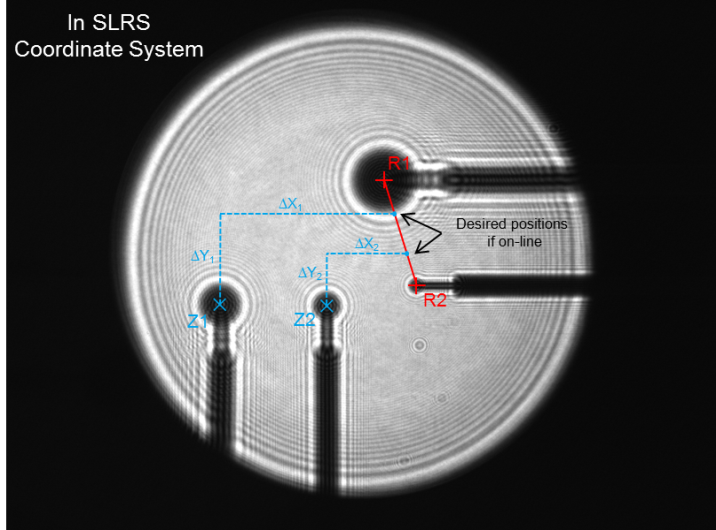 In SLRS
Coordinate System
R1
ΔX₁
Desired positions
if on-line
ΔY₁
ΔX₂
ΔY₂
R2
Z1
Z2